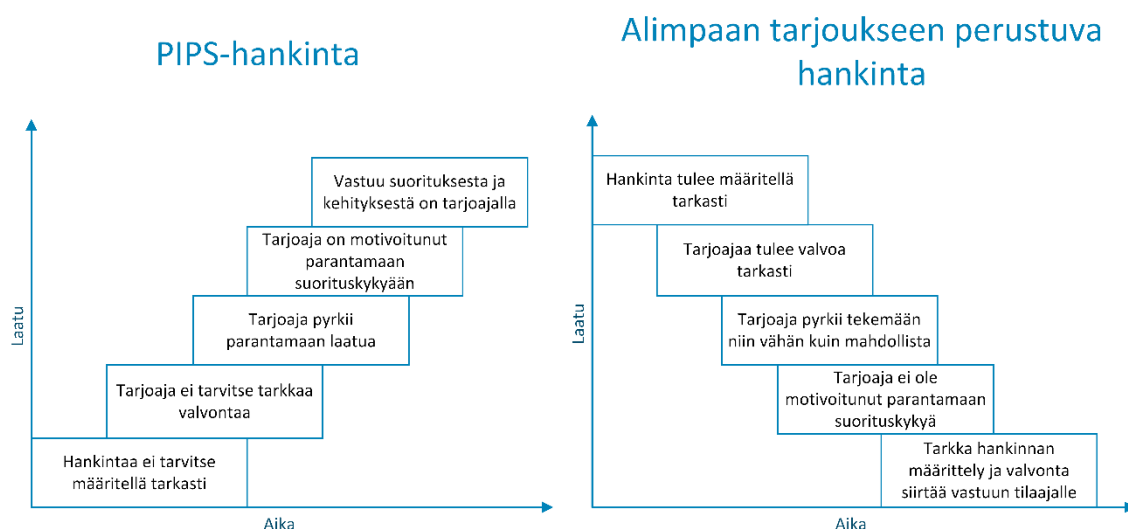 PIPS-hankinta
Laatu
Vastuu suorituksesta ja
kehityksestä on tarjoajalla
Tarjoaja on motivoitunut
parantamaan
suorituskykyään
Tarjoaja pyrkii
parantamaan laatua
Tarjoaja ei tarvitse tarkkaa
valvontaa
Hankintaa ei tarvitse
määritellä tarkasti
Aika
Alimpaan tarjoukseen perustuva
hankinta
Laatu
Hankinta tulee määritellä
tarkasti
Tarjoajaa tulee valvoa
tarkasti
Tarjoaja pyrkii tekemään
niin vähän kuin mahdollista
Tarjoaja ei ole
motivoitunut parantamaan
suorituskykyä
Tarkka hankinnan
määrittely ja valvonta
siirtää vastuun tilaajalle
Aika